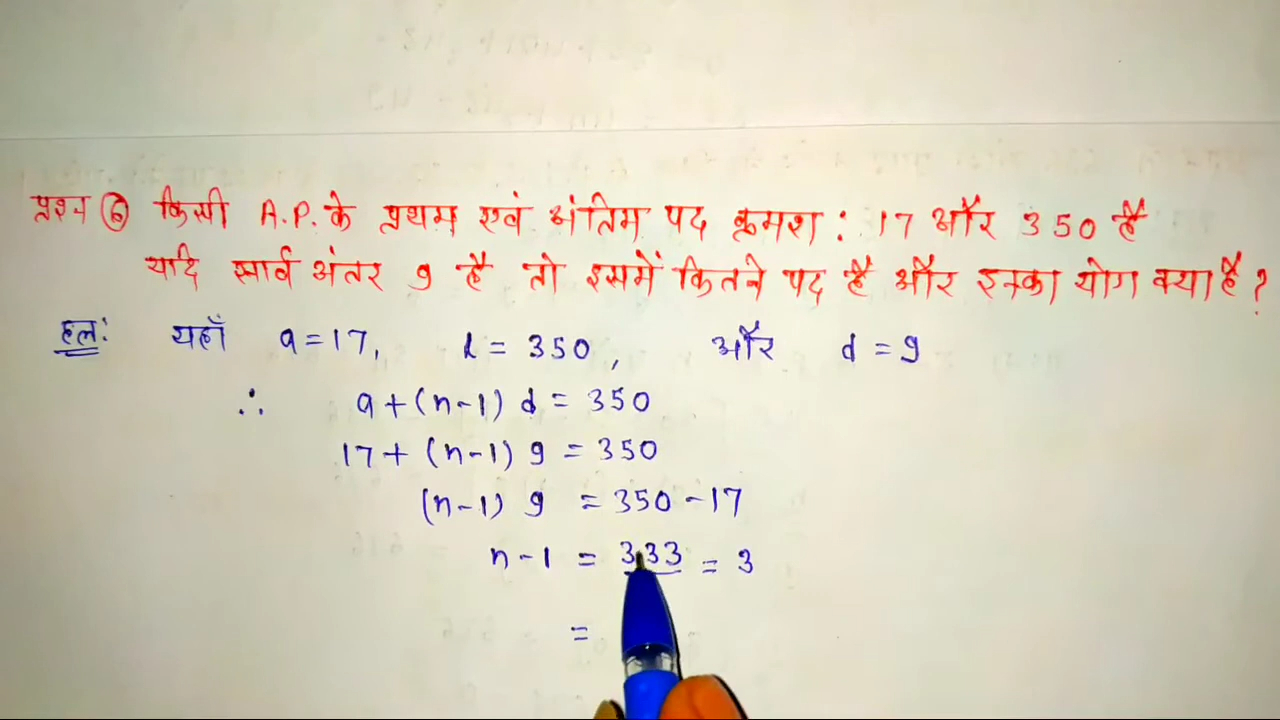 प्रश्न ⑥ किसी A.P. के प्रथम एवं अंतिम पद क्रमश: 17 और 350 है
यदि सार्व अंतर 9 है तो इसमें कितने पद है और इनका योग क्या है ?
हल: यहाँ a = 17, l = 350, और d = 9
∴ a + (n-1) d = 350
17 + (n-1) 9 = 350
(n-1) 9 = 350 - 17
n - 1 = 333 = 3
=